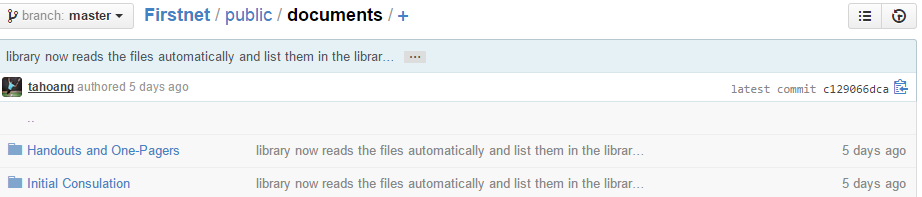 branch: master Firstnet / public / documents / +
library now reads the files automatically and list them in the librar… ...
tahoang authored 5 days ago latest commit c129066dca
..
Handouts and One-Pagers library now reads the files automatically and list them in the librar… 5 days ago
Initial Consulation library now reads the files automatically and list them in the librar… 5 days ago